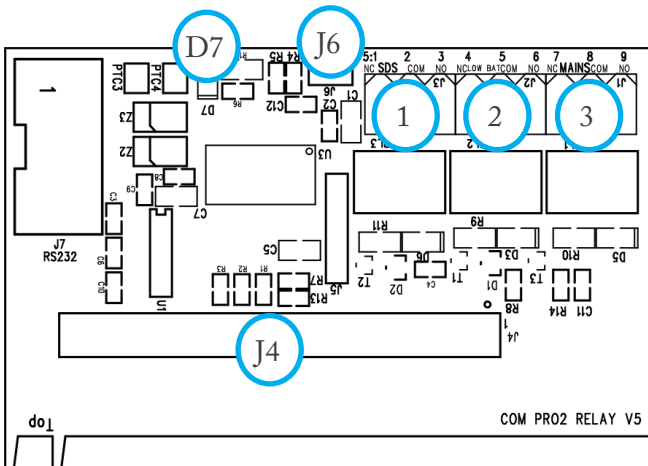 D7
J6
5:1 2 3 4 5 6 7 8 9
NC SDS COM NO NC LOW BAT COM NO NC MAINS COM NO
J3 J2 J1
1
PTC3
PTC4
R5
R4
J6
D7
R6
C12
C2
C1
1 2 3
Z3
Z2
U3
C8
C9
C7
C3
J7
RS232
C6
C10
U1
C5
R3
R2
R1
R7
R13
J5
R11
D6
R9
D3
R10
D5
T2
D2
C4
T1
D1
T3
R8
R14
C11
J4
J4
1
Top
COM PRO2 RELAY V5